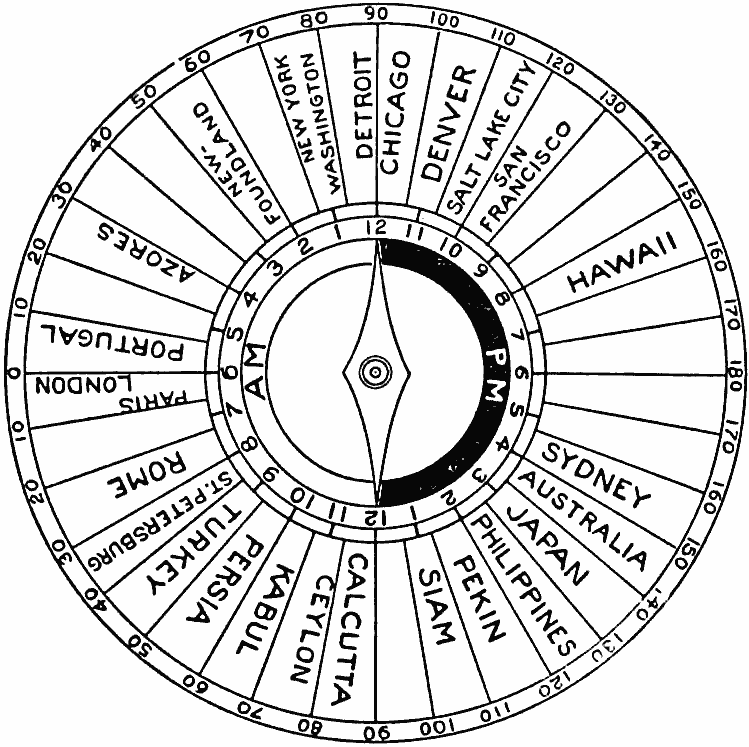 90
100
110
120
130
140
150
160
170
180
170
160
150
140
130
120
110
100
90
80
70
60
50
40
30
20
10
0
10
20
30
40
50
60
70
80
DETROIT
CHICAGO
DENVER
SALT LAKE CITY
SAN
FRANCISCO
HAWAII
SYDNEY
AUSTRALIA
JAPAN
PHILIPPINES
PEKIN
SIAM
CALCUTTA
CEYLON
KABUL
PERSIA
TURKEY
ST. PETERSBURG
ROME
PARIS
LONDON
PORTUGAL
AZORES
NEW-
FOUNDLAND
NEW YORK
WASHINGTON
12
11
10
9
8
7
6
5
4
3
2
1
12
11
10
9
8
7
6
5
4
3
2
1
AM
PM